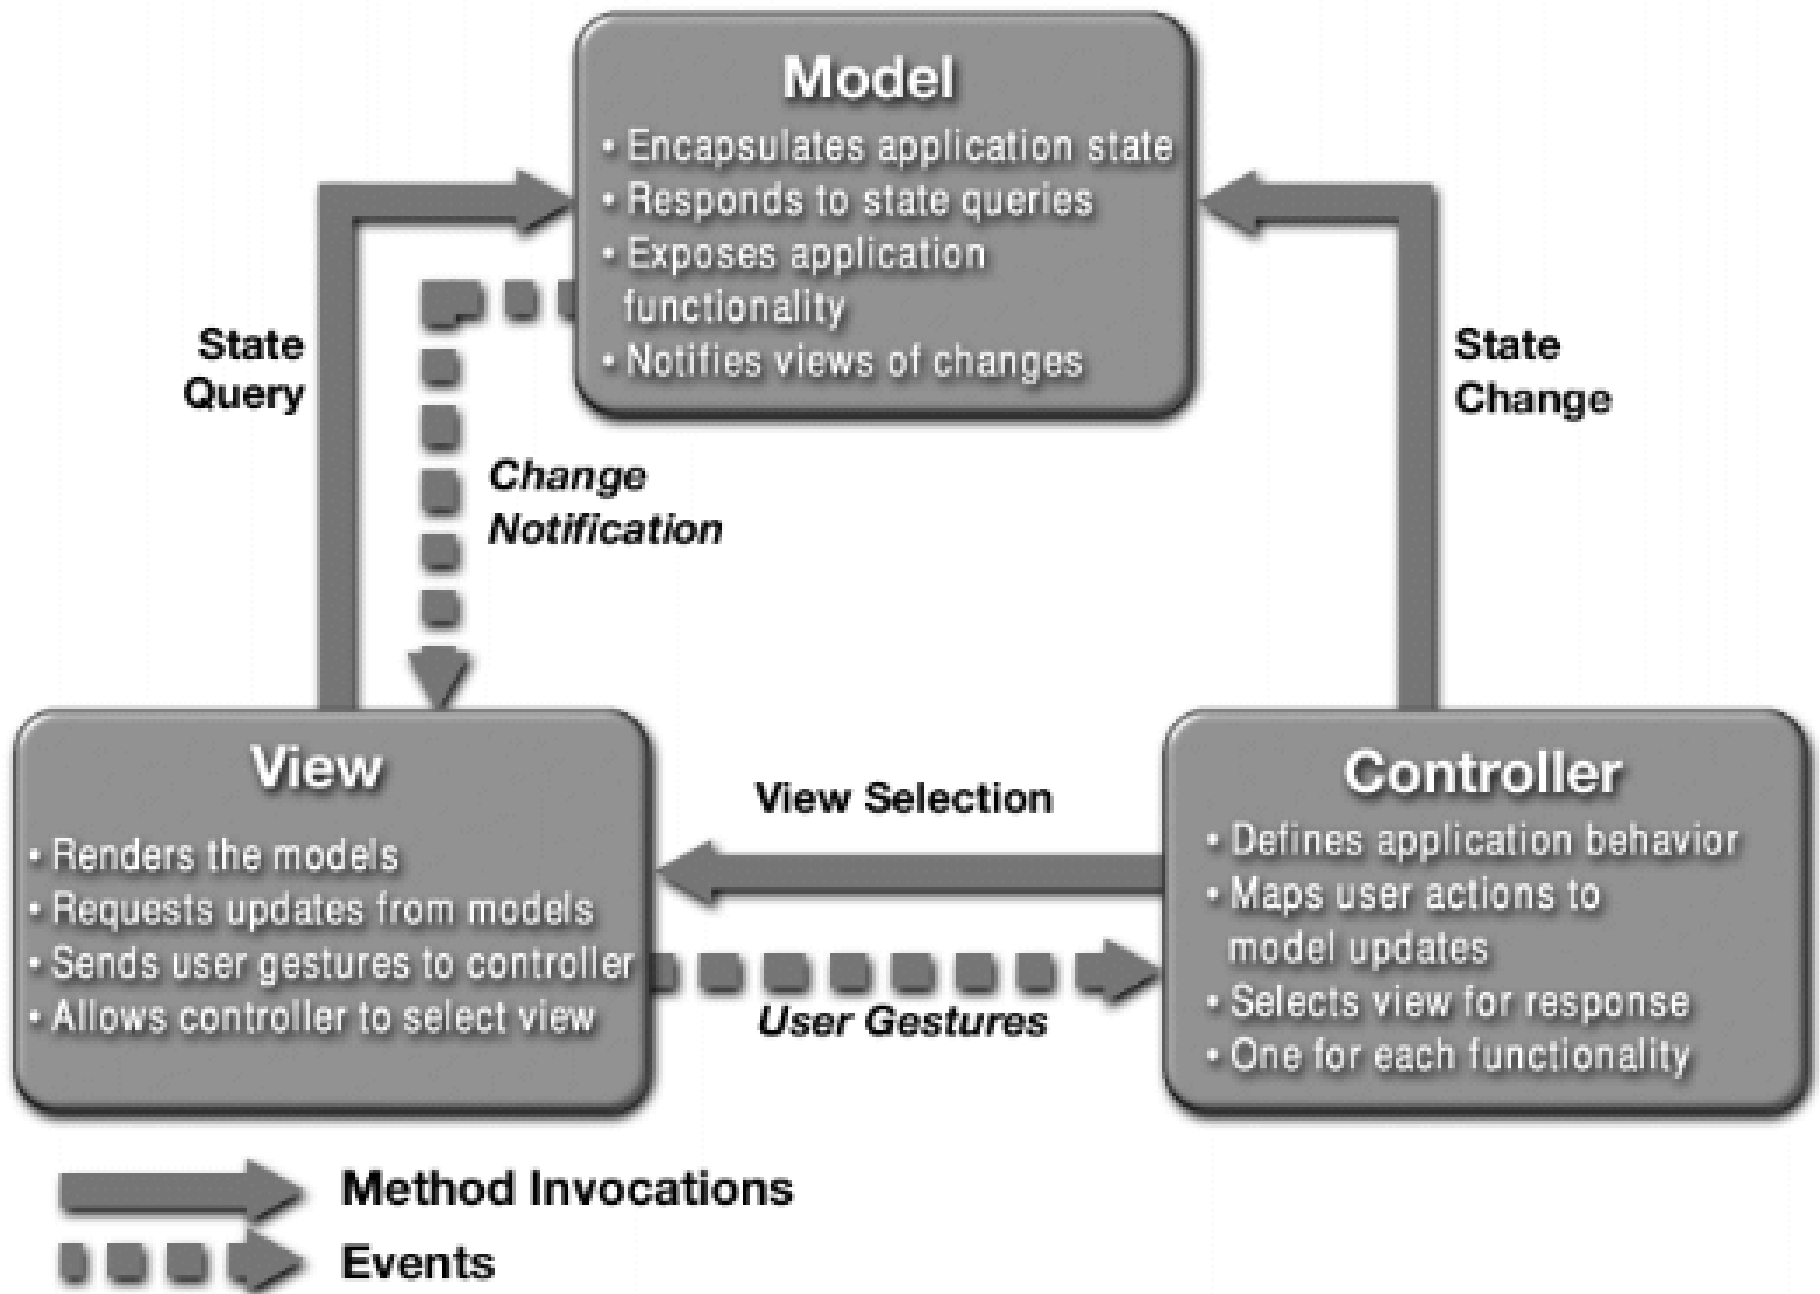 Model
• Encapsulates application state
• Responds to state queries
• Exposes application
functionality
• Notifies views of changes
State
Query
State
Change
Change
Notification
View
• Renders the models
• Requests updates from models
• Sends user gestures to controller
• Allows controller to select view
View Selection
User Gestures
Controller
• Defines application behavior
• Maps user actions to
model updates
• Selects view for response
• One for each functionality
Method Invocations
Events